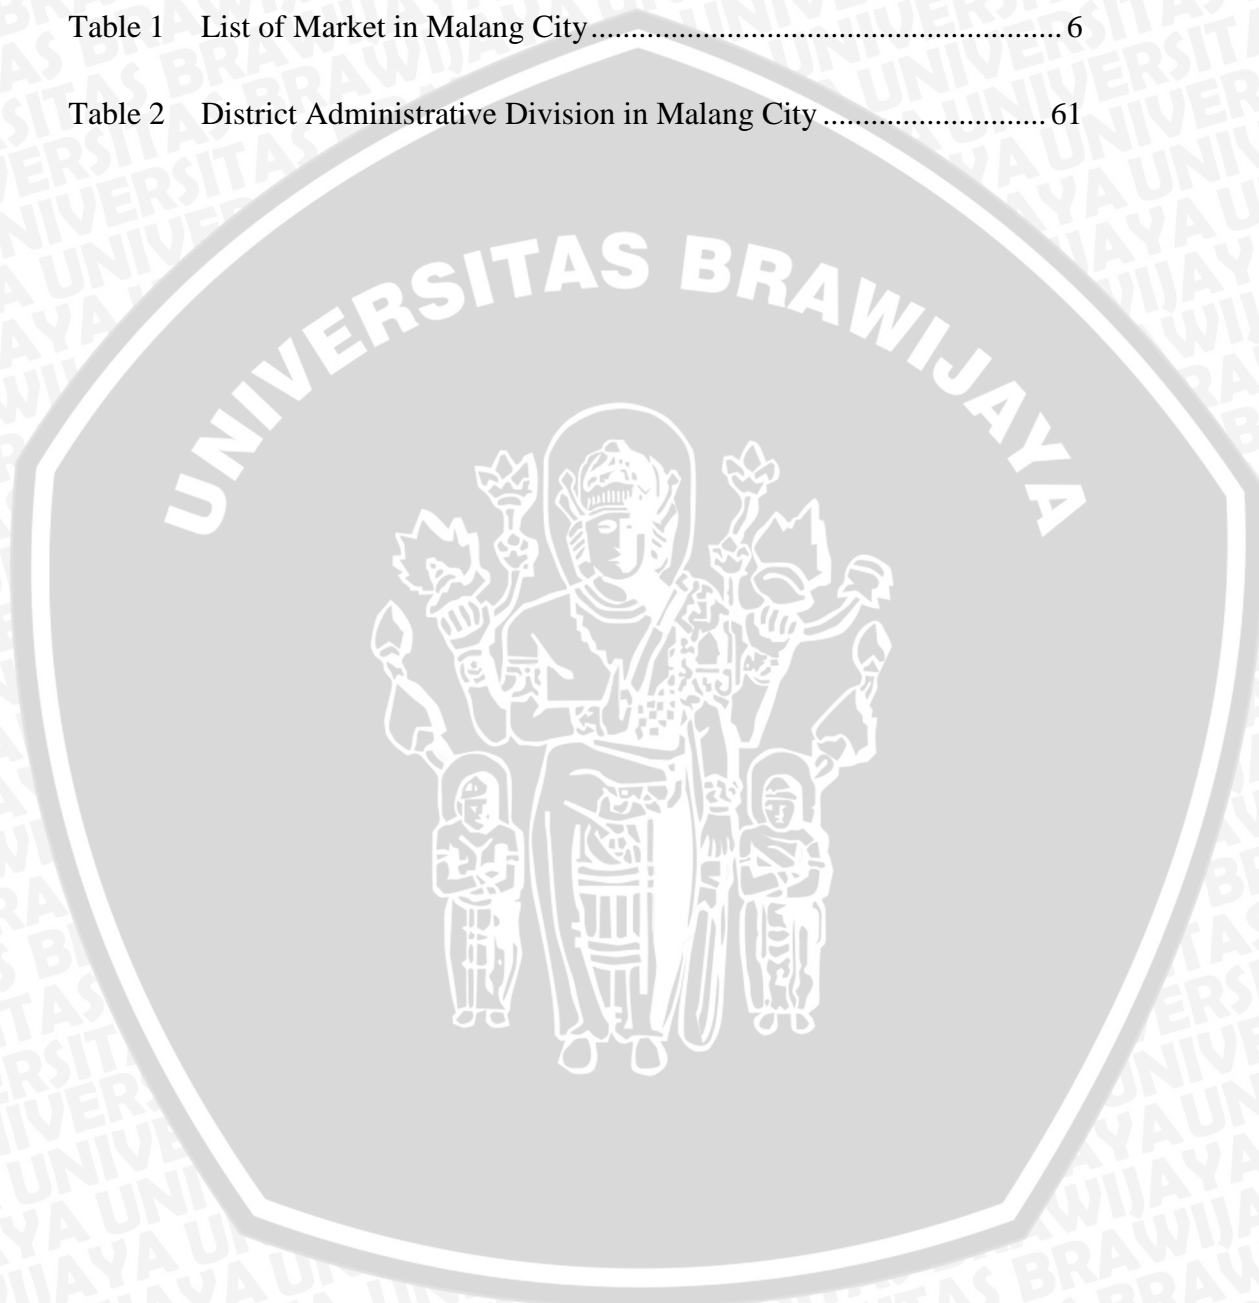 Table 1 List of Market in Malang City......................................................... 6
Table 2 District Administrative Division in Malang City ........................... 61
UNIVERSITAS BRAWIJAYA